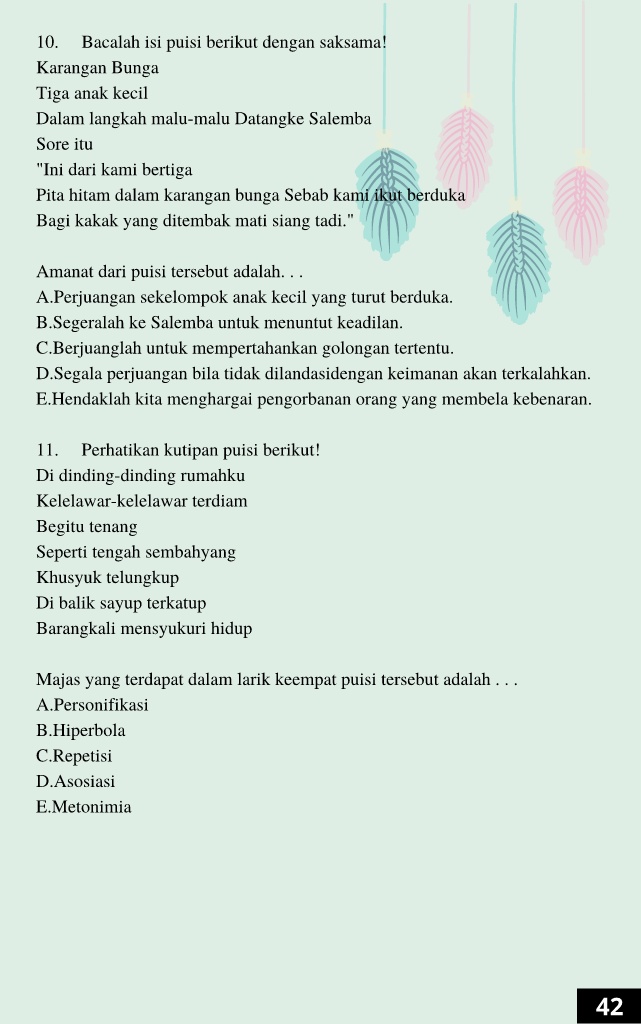 10. Bacalah isi puisi berikut dengan saksama!
Karangan Bunga
Tiga anak kecil
Dalam langkah malu-malu Datangke Salemba
Sore itu
"Ini dari kami bertiga
Pita hitam dalam karangan bunga Sebab kami ikut berduka
Bagi kakak yang ditembak mati siang tadi."
Amanat dari puisi tersebut adalah. . .
A.Perjuangan sekelompok anak kecil yang turut berduka.
B.Segeralah ke Salemba untuk menuntut keadilan.
C.Berjuanglah untuk mempertahankan golongan tertentu.
D.Segala perjuangan bila tidak dilandasidengan keimanan akan terkalahkan.
E.Hendaklah kita menghargai pengorbanan orang yang membela kebenaran.
11. Perhatikan kutipan puisi berikut!
Di dinding-dinding rumahku
Kelelawar-kelelawar terdiam
Begitu tenang
Seperti tengah sembahyang
Khusyuk telungkup
Di balik sayup terkatup
Barangkali mensyukuri hidup
Majas yang terdapat dalam larik keempat puisi tersebut adalah . . .
A.Personifikasi
B.Hiperbola
C.Repetisi
D.Asosiasi
E.Metonimia
42